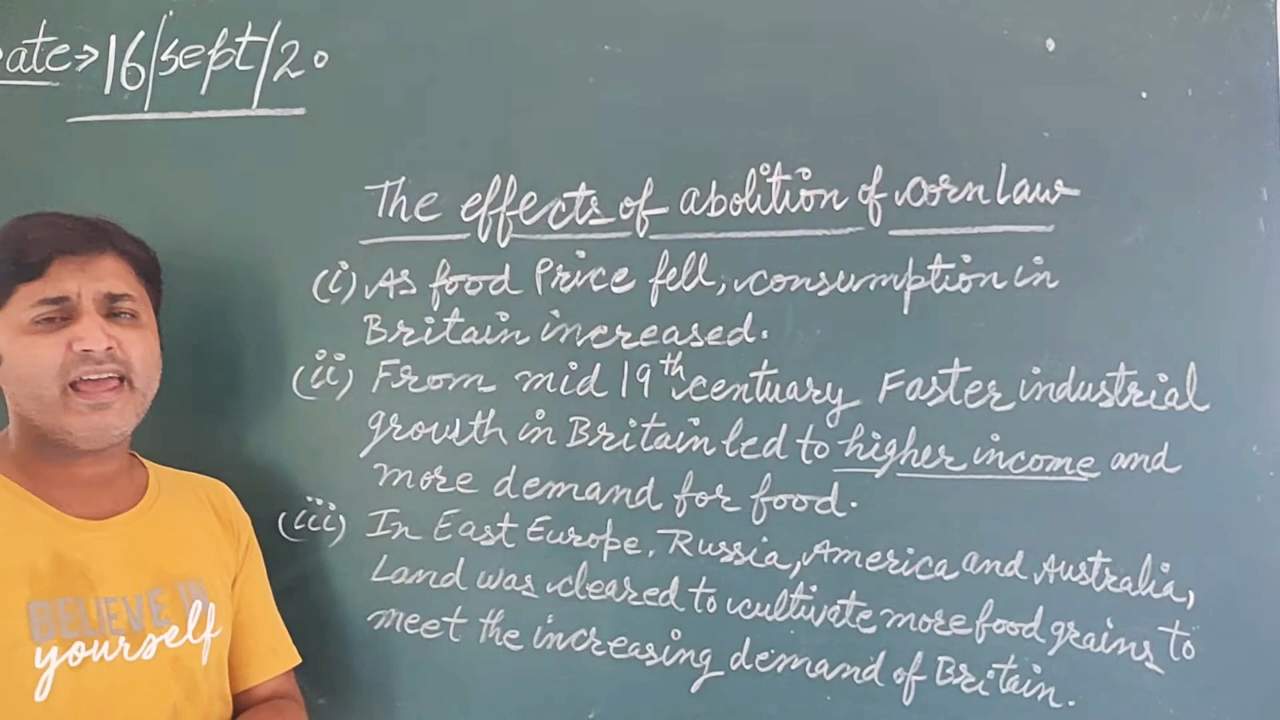 ate⇒16/sept/20
The effects of abolition of corn law
(i) As food Price fell, consumption in
Britain increased.
(ii) From mid 19th centuary Faster industrial
growth in Britain led to higher income and
more demand for food.
(iii) In East Europe, Russia, America and Australia,
Land was cleared to cultivate more food grains to
meet the increasing demand of Britain.
BELIEVE IN
yourself